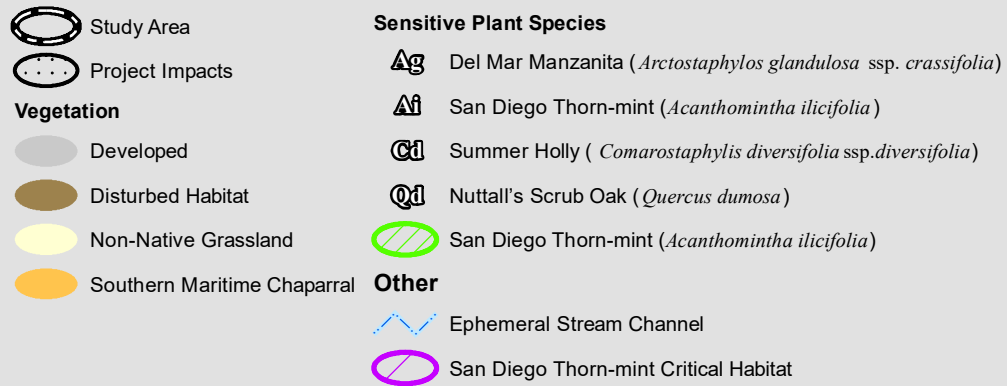 Study Area
Project Impacts
Vegetation
Developed
Disturbed Habitat
Non-Native Grassland
Southern Maritime Chaparral
Sensitive Plant Species
Ag Del Mar Manzanita (Arctostaphylos glandulosa ssp. crassifolia)
Ai San Diego Thorn-mint (Acanthomintha ilicifolia)
Cd Summer Holly ( Comarostaphylis diversifolia ssp.diversifolia)
Qd Nuttall's Scrub Oak (Quercus dumosa)
San Diego Thorn-mint (Acanthomintha ilicifolia)
Other
Ephemeral Stream Channel
San Diego Thorn-mint Critical Habitat